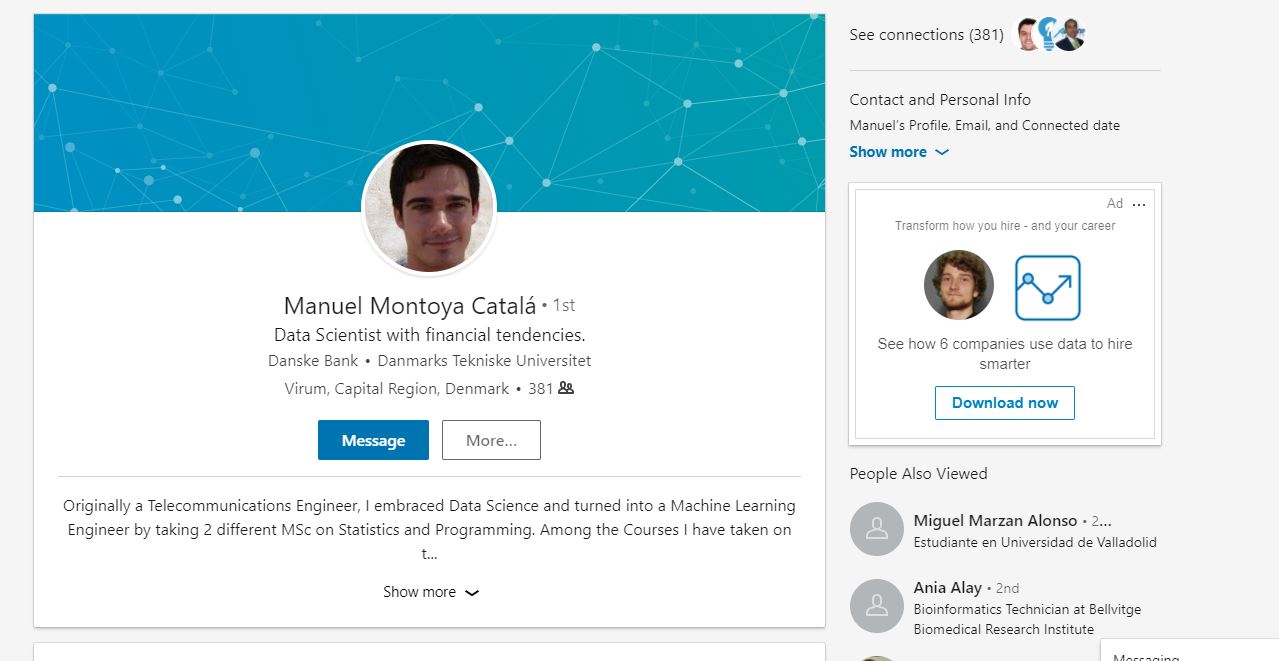 See connections (381)
Contact and Personal Info
Manuel’s Profile, Email, and Connected date
Show more
Ad ...
Transform how you hire - and your career
See how 6 companies use data to hire
smarter
Download now
Manuel Montoya Catalá • 1st
Data Scientist with financial tendencies.
Danske Bank • Danmarks Tekniske Universitet
Virum, Capital Region, Denmark • 381
Message
More...
Originally a Telecommunications Engineer, I embraced Data Science and turned into a Machine Learning
Engineer by taking 2 different MSc on Statistics and Programming. Among the Courses I have taken on
t...
Show more
People Also Viewed
Miguel Marzan Alonso • 2...
Estudiante en Universidad de Valladolid
Ania Alay • 2nd
Bioinformatics Technician at Bellvitge
Biomedical Research Institute
Messaging